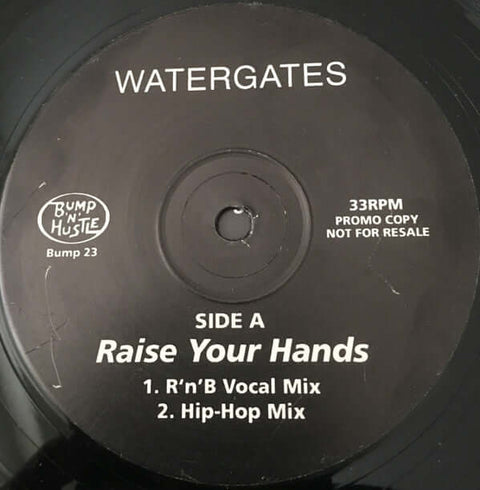 WATERGATES
BUMP
'N'
HUSTLE
Bump 23
33RPM
PROMO COPY
NOT FOR RESALE
SIDE A
Raise Your Hands
1. R'n'B Vocal Mix
2. Hip-Hop Mix